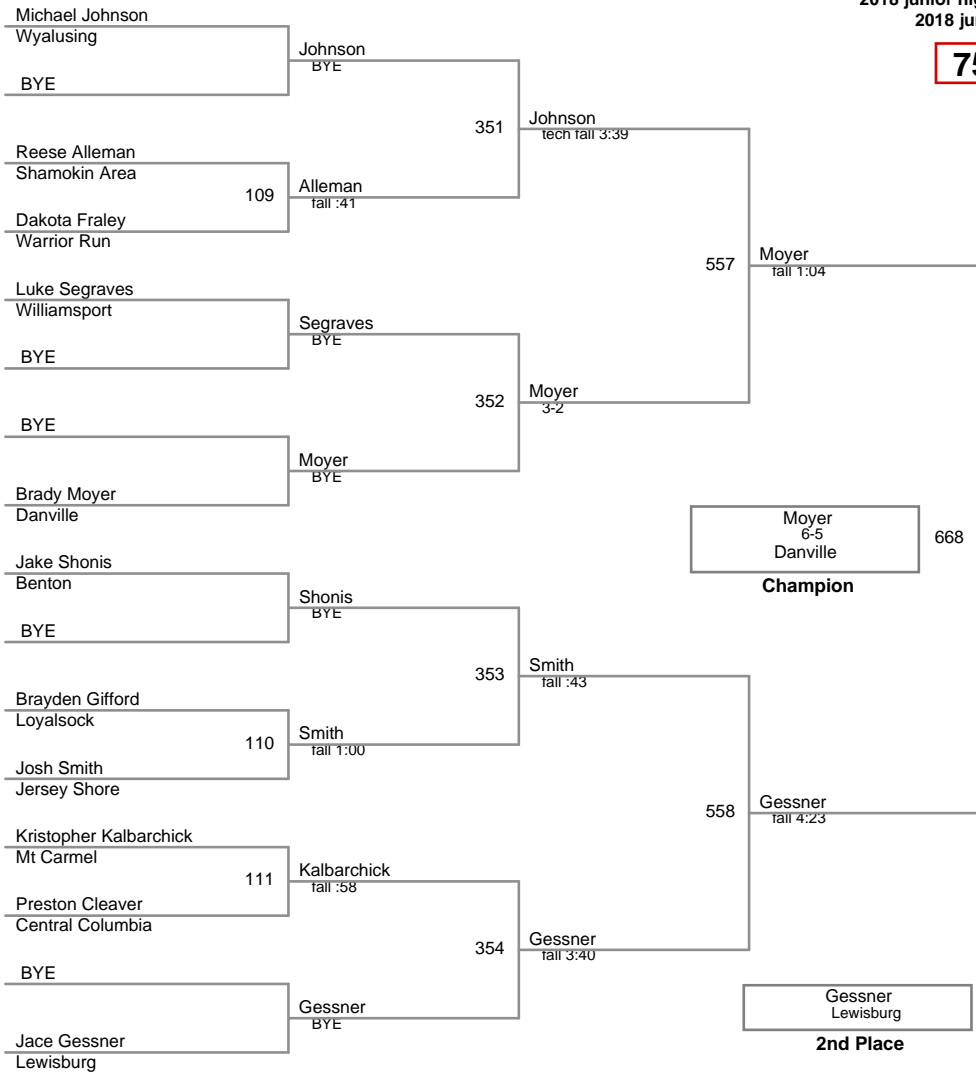 2018 junior
2018
Michael Johnson
Wyalusing
BYE
Johnson
BYE
Reese Alleman
Shamokin Area
109
Dakota Fraley
Warrior Run
Alleman
fall :41
351
Johnson
tech fall 3:39
Luke Segraves
Williamsport
BYE
Segraves
BYE
BYE
Brady Moyer
Danville
Moyer
BYE
352
Moyer
3-2
557
Moyer
fall 1:04
Jake Shonis
Benton
BYE
Shonis
BYE
Brayden Gifford
Loyalsock
110
Josh Smith
Jersey Shore
Smith
fall 1:00
353
Smith
fall :43
Kristopher Kalbarchick
Mt Carmel
111
Preston Cleaver
Central Columbia
Kalbarchick
fall :58
BYE
Jace Gessner
Lewisburg
Gessner
BYE
354
Gessner
fall 3:40
558
Gessner
fall 4:23
Moyer
6-5
Danville
668
Champion
Gessner
Lewisburg
2nd Place